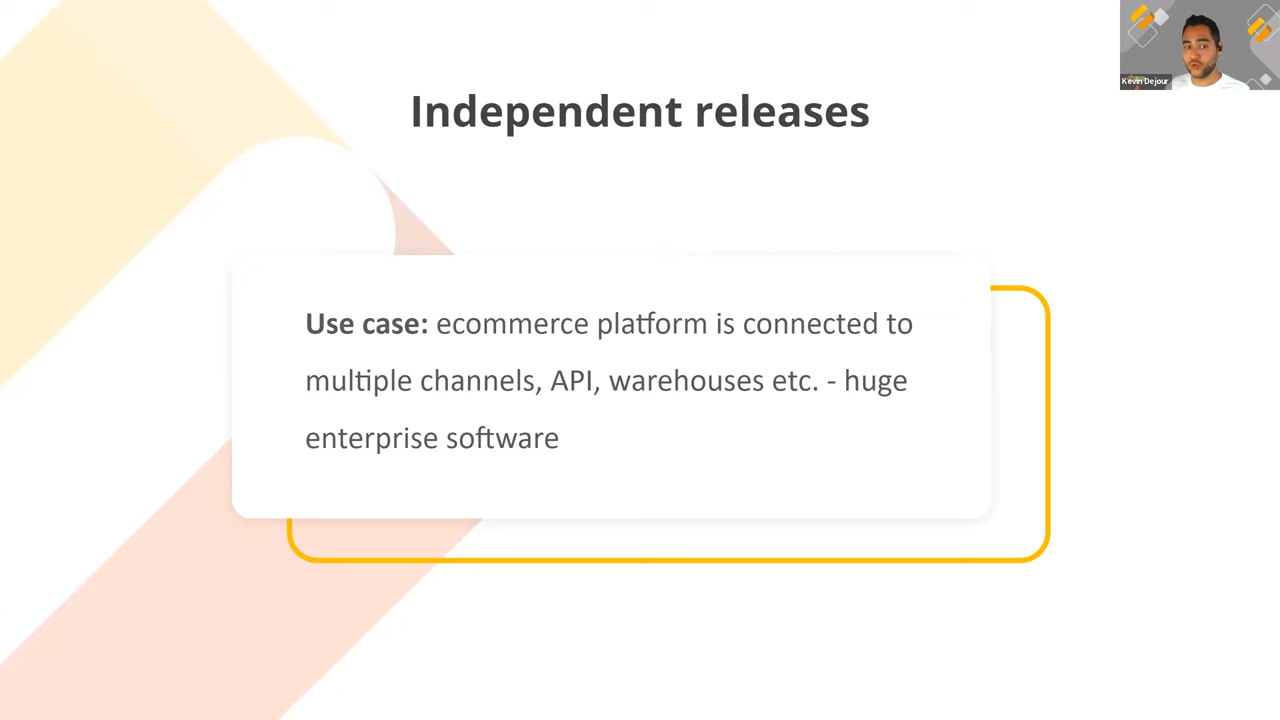 Independent releases
Use case: ecommerce platform is connected to
multiple channels, API, warehouses etc. - huge
enterprise software
Kevin Dejour